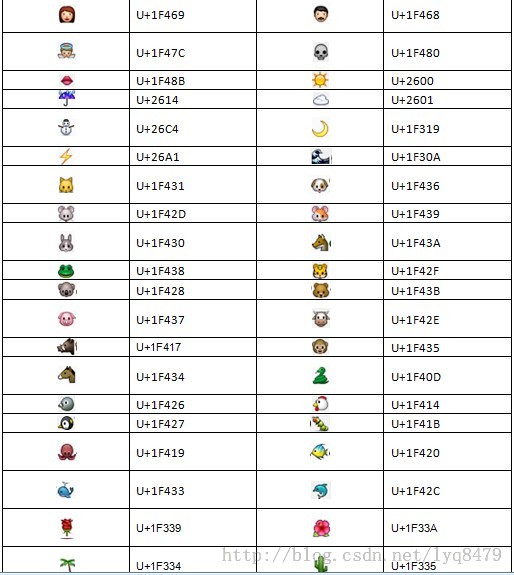 U+1F469 U+1F468
U+1F47C U+1F480
U+1F48B U+2600
U+2614 U+2601
U+26C4 U+1F319
U+26A1 U+1F30A
U+1F431 U+1F436
U+1F42D U+1F439
U+1F430 U+1F43A
U+1F438 U+1F42F
U+1F428 U+1F43B
U+1F437 U+1F42E
U+1F417 U+1F435
U+1F434 U+1F40D
U+1F426 U+1F414
U+1F427 U+1F41B
U+1F419 U+1F420
U+1F433 U+1F42C
U+1F339 U+1F33A
http://blog.csdn.net/lyq8479
U+1F334 U+1F335